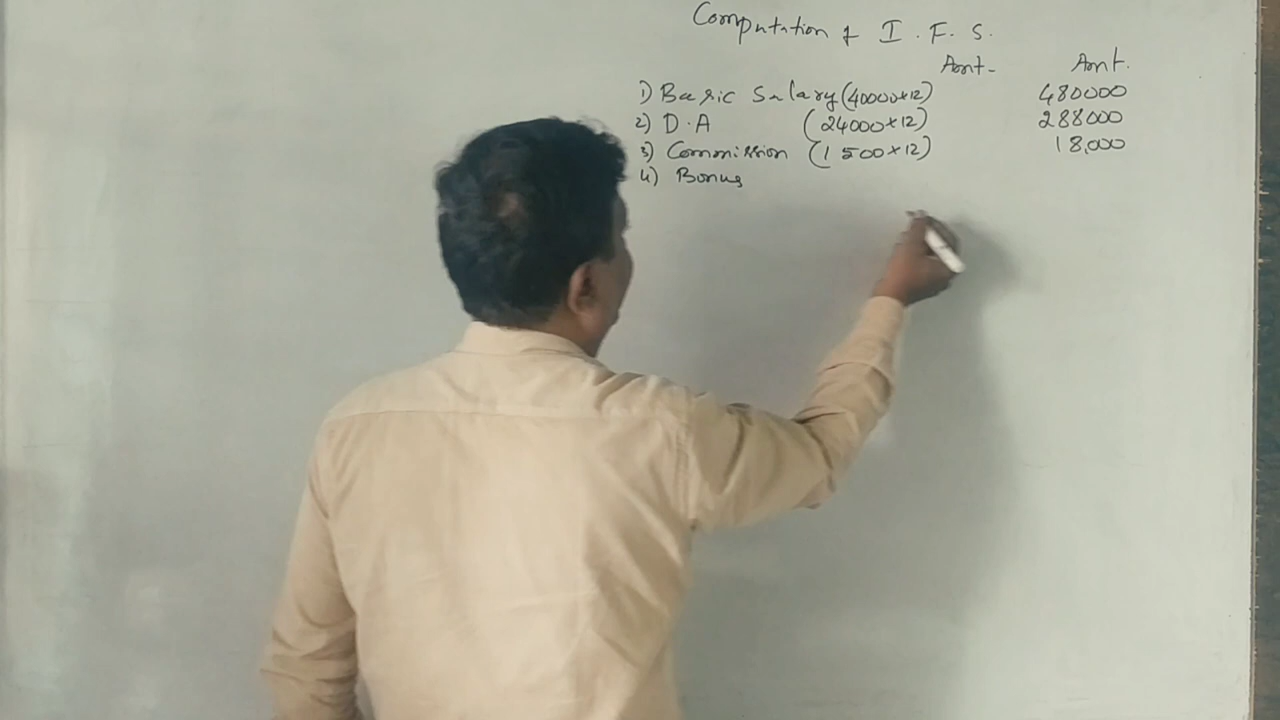 Computation of I. F. S.
Amt- Amt.
1) Basic Salary (40000×12) 480000
2) D.A (24000×12) 288000
3) Commission (1500×12) 18,000
4) Bonus